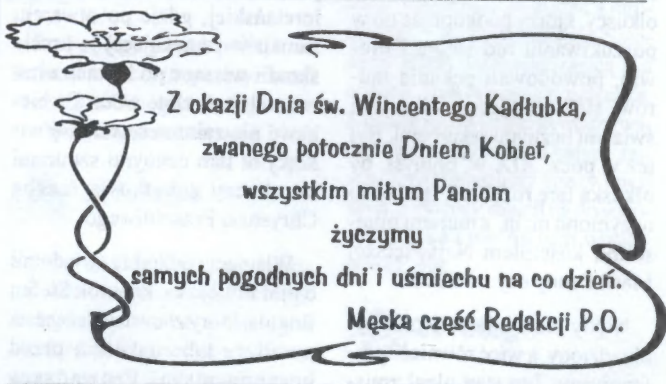 Z okazji Dnia św. Wincentego Kadłubka,
zwanego potocznie Dniem Kobiet,
wszystkim miłym Paniom
życzymy
samych pogodnych dni i uśmiechu na co dzień.
Męska część Redakcji P.O.